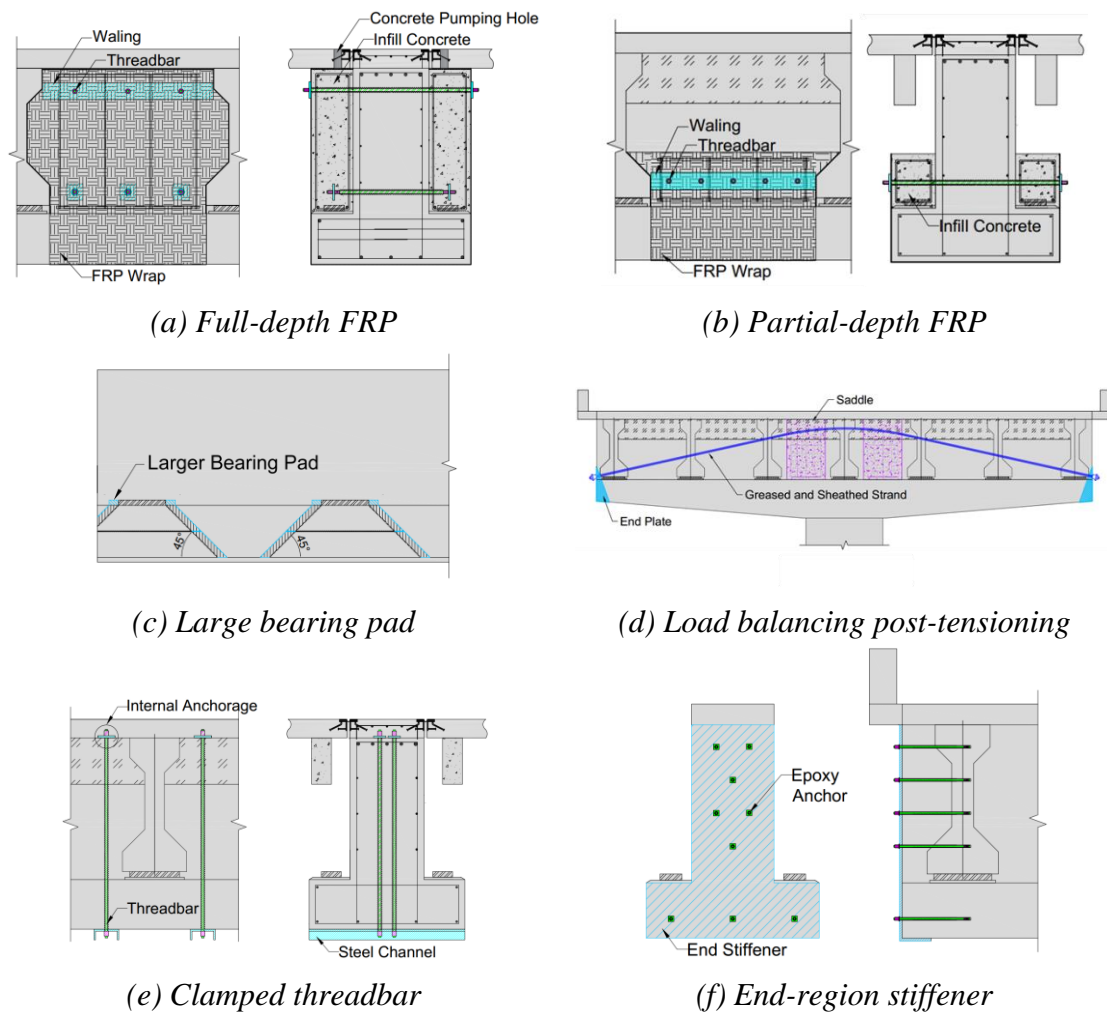 Waling
Threadbar
FRP Wrap
Concrete Pumping Hole
Infill Concrete
(a) Full-depth FRP
Waling
Threadbar
FRP Wrap
Infill Concrete
(b) Partial-depth FRP
Larger Bearing Pad
45°
45°
(c) Large bearing pad
Saddle
Greased and Sheathed Strand
End Plate
(d) Load balancing post-tensioning
Internal Anchorage
Threadbar
Steel Channel
(e) Clamped threadbar
Epoxy
Anchor
End Stiffener
(f) End-region stiffener